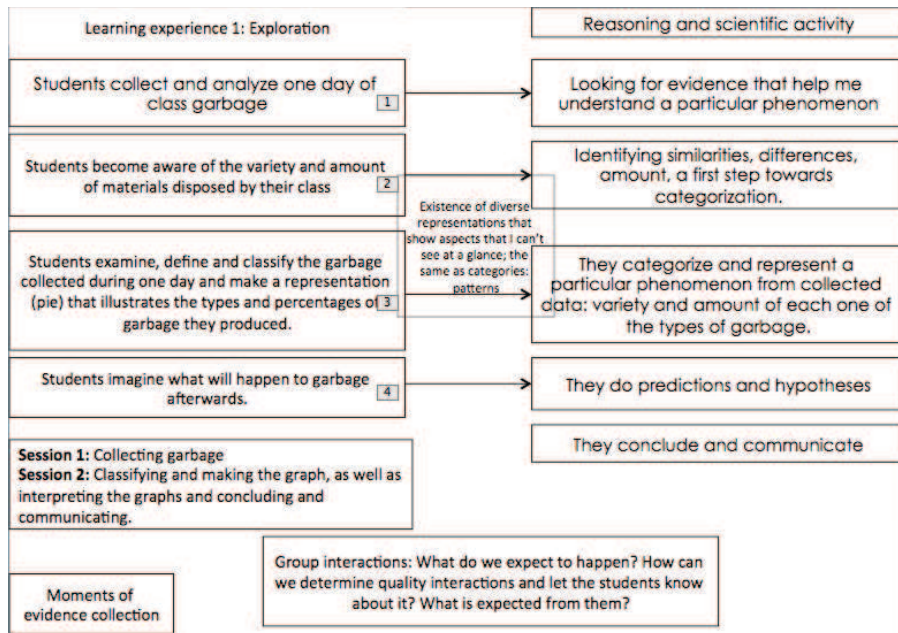 Learning experience 1: Exploration
Reasoning and scientific activity
Students collect and analyze one day of
class garbage
1
Looking for evidence that help me
understand a particular phenomenon
Students become aware of the variety and amount
of materials disposed by their class
2
Identifying similarities, differences,
amount, a first step towards
categorization.
Existence of diverse
representations that
show aspects that I can't
see at a glance; the
same as categories:
patterns
Students examine, define and classify the garbage
collected during one day and make a representation
(pie) that illustrates the types and percentages of
garbage they produced.
3
They categorize and represent a
particular phenomenon from collected
data: variety and amount of each one of
the types of garbage.
Students imagine what will happen to garbage
afterwards.
4
They do predictions and hypotheses
They conclude and communicate
Session 1: Collecting garbage
Session 2: Classifying and making the graph, as well as
interpreting the graphs and concluding and
communicating.
Group interactions: What do we expect to happen? How can
we determine quality interactions and let the students know
about it? What is expected from them?
Moments of
evidence collection